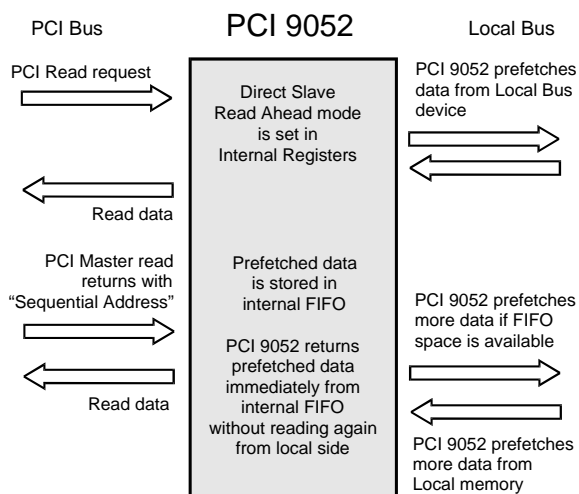 PCI Bus
PCI 9052
Local Bus
PCI Read request
Read data
PCI Master read
returns with
“Sequential Address”
Read data
Direct Slave
Read Ahead mode
is set in
Internal Registers
Prefetched data
is stored in
internal FIFO
PCI 9052 returns
prefetched data
immediately from
internal FIFO
without reading again
from local side
PCI 9052 prefetches
data from Local Bus
device
PCI 9052 prefetches
more data if FIFO
space is available
PCI 9052 prefetches
more data from
Local memory